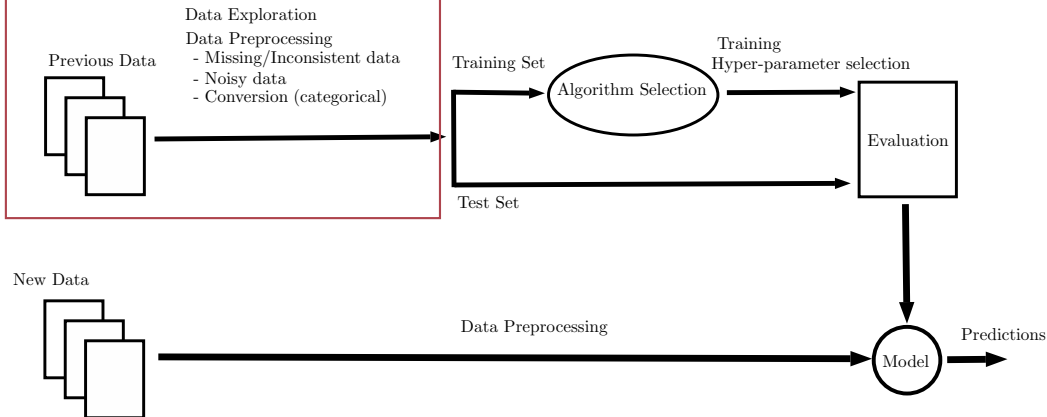 Data Exploration
Data Preprocessing
- Missing/Inconsistent data
- Noisy data
- Conversion (categorical)
Previous Data
Training Set
Algorithm Selection
Training
Hyper-parameter selection
Evaluation
Test Set
New Data
Data Preprocessing
Model
Predictions